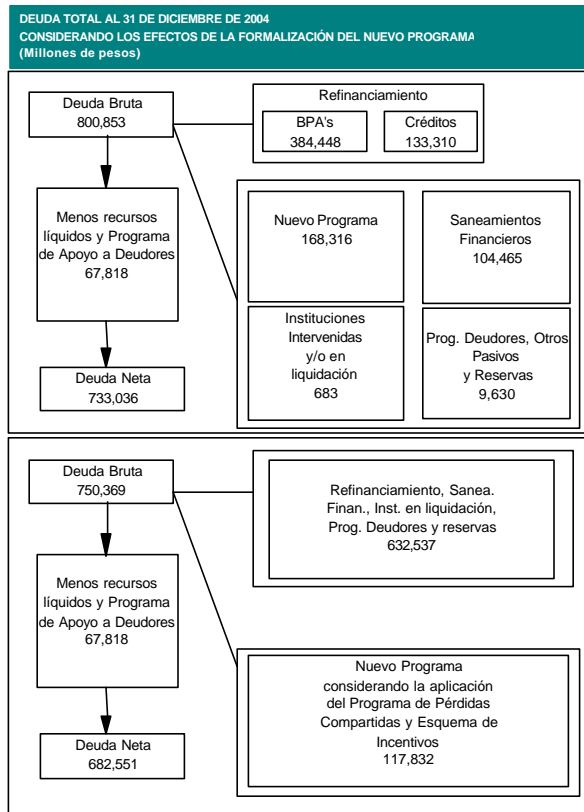 DEUDA TOTAL AL 31 DE DICIEMBRE DE 2004
CONSIDERANDO LOS EFECTOS DE LA FORMALIZACIÓN DEL NUEVO PROGRAMA
(Millones de pesos)
Deuda Bruta
800,853
Refinanciamiento
BPA's
384,448
Créditos
133,310
Menos recursos
líquidos y Programa
de Apoyo a Deudores
67,818
Nuevo Programa
168,316
Saneamientos
Financieros
104,465
Instituciones
Intervenidas
y/o en
liquidación
683
Prog. Deudores, Otros
Pasivos
y Reservas
9,630
Deuda Neta
733,036
Deuda Bruta
750,369
Refinanciamiento, Sanea.
Finan., Inst. en liquidación,
Prog. Deudores y reservas
632,537
Menos recursos
líquidos y Programa
de Apoyo a Deudores
67,818
Nuevo Programa
considerando la aplicación
del Programa de Pérdidas
Compartidas y Esquema de
Incentivos
117,832
Deuda Neta
682,551